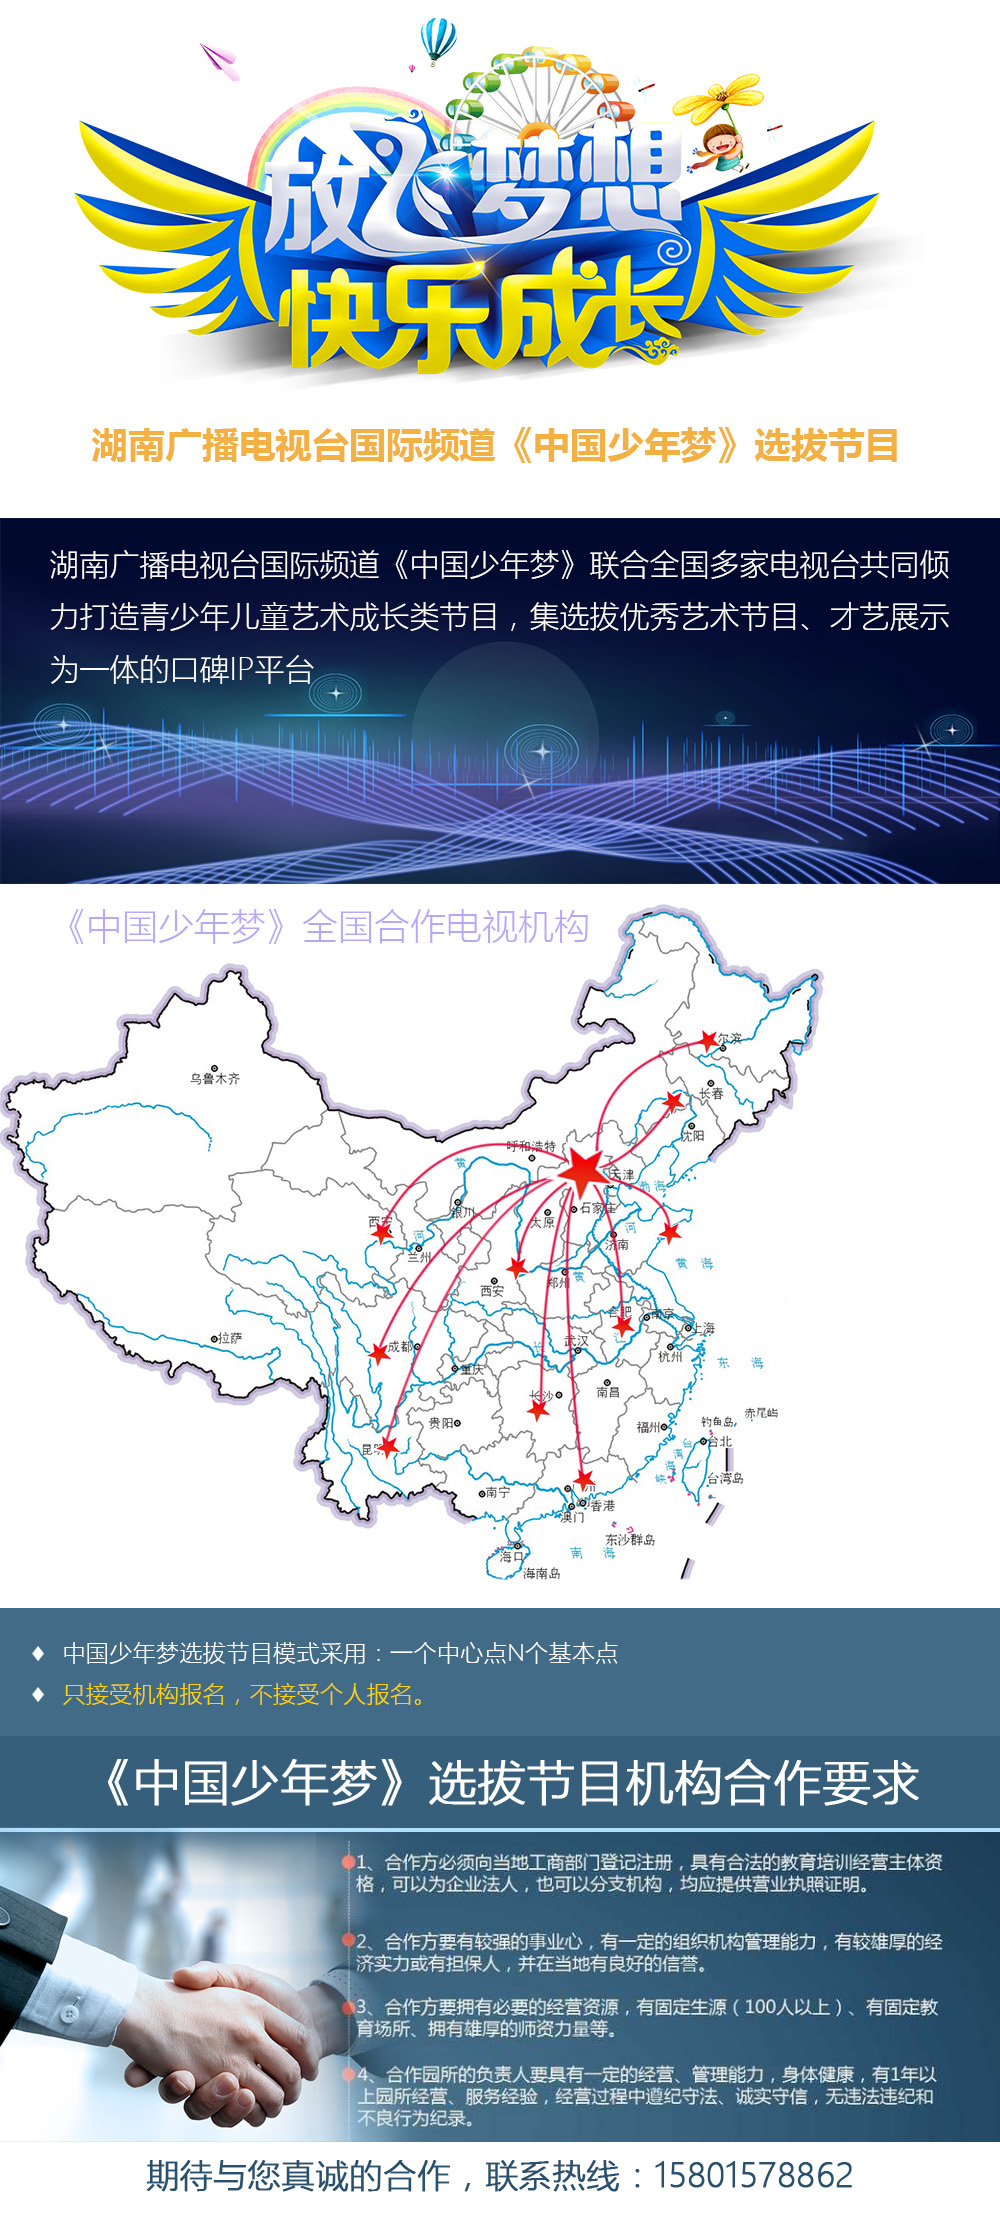 放飞梦想
快乐成长
湖南广播电视台国际频道《中国少年梦》选拔节目
湖南广播电视台国际频道《中国少年梦》联合全国多家电视台共同倾
力打造青少年儿童艺术成长类节目，集选拔优秀艺术节目、才艺展示
为一体的口碑IP平台
《中国少年梦》全国合作电视机构
尔滨
乌鲁木齐
长春
沈阳
呼和浩特
天津
渤海
黄
银川
太原
石家庄
河
西安
兰州
河
济南
黄 海
西安
郑州
黄
合肥
南京
上海
拉萨
成都
武汉
长
江
杭州
东 海
重庆
长沙
南昌
贵阳
福州
钓鱼岛
赤尾屿
台北
昆明
台湾海峡
台湾岛
南宁
香港
澳门
东沙群岛
海口
南 海
海南岛
中国少年梦选拔节目模式采用：一个中心点N个基本点
只接受机构报名，不接受个人报名。
《中国少年梦》选拔节目机构合作要求
1、合作方必须向当地工商部门登记注册，具有合法的教育培训经营主体资
格，可以为企业法人，也可以分支机构，均应提供营业执照证明。
2、合作方要有较强的事业心，有一定的组织机构管理能力，有较雄厚的经
济实力或有担保人，并在当地有良好的信誉。
3、合作方要拥有必要的经营资源，有固定生源（100人以上）、有固定教
育场所、拥有雄厚的师资力量等。
4、合作园所的负责人要具有一定的经营、管理能力，身体健康，有1年以
上园所经营、服务经验，经营过程中遵纪守法、诚实守信，无违法违纪和
不良行为纪录。
期待与您真诚的合作，联系热线：15801578862